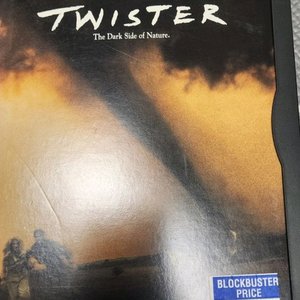 TWISTER
The Dark Side of Nature.
BLOCKBUSTER
PRICE